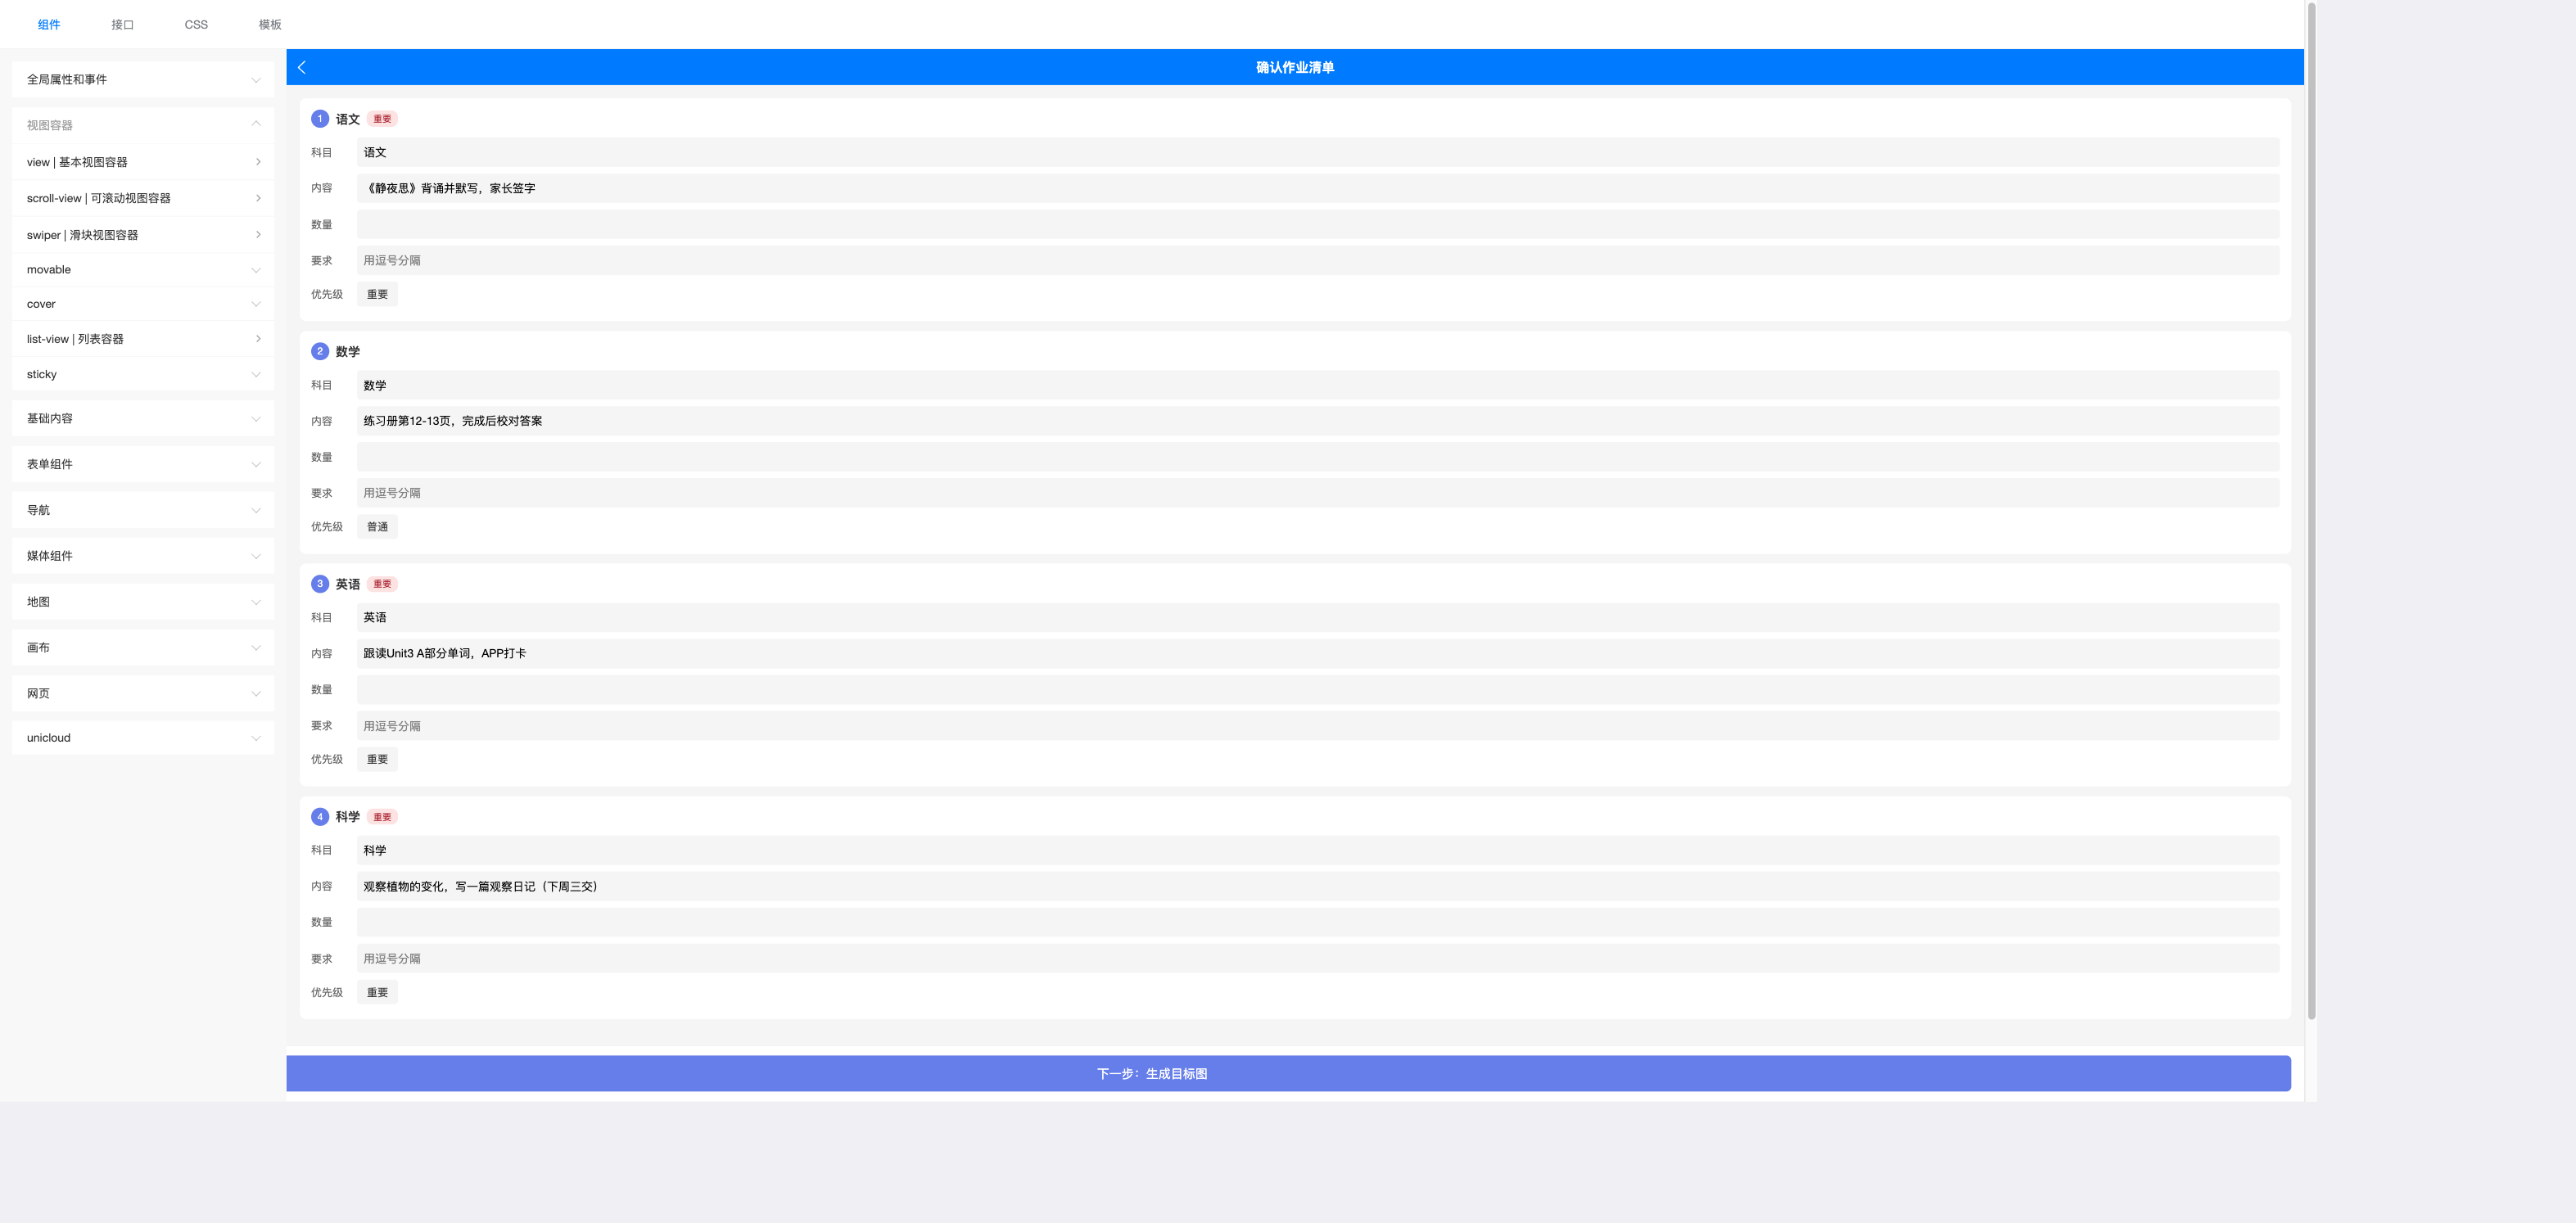 组件 接口 CSS 模板
全局属性和事件
视图容器
view | 基本视图容器
scroll-view | 可滚动视图容器
swiper | 滑块视图容器
movable
cover
list-view | 列表容器
sticky
基础内容
表单组件
导航
媒体组件
地图
画布
网页
unicloud
确认作业清单
1 语文 重要
科目 语文
内容 《静夜思》背诵并默写，家长签字
数量
要求 用逗号分隔
优先级 重要
2 数学
科目 数学
内容 练习册第12-13页，完成后校对答案
数量
要求 用逗号分隔
优先级 普通
3 英语 重要
科目 英语
内容 跟读Unit3 A部分单词，APP打卡
数量
要求 用逗号分隔
优先级 重要
4 科学 重要
科目 科学
内容 观察植物的变化，写一篇观察日记（下周三交）
数量
要求 用逗号分隔
优先级 重要
下一步：生成目标图